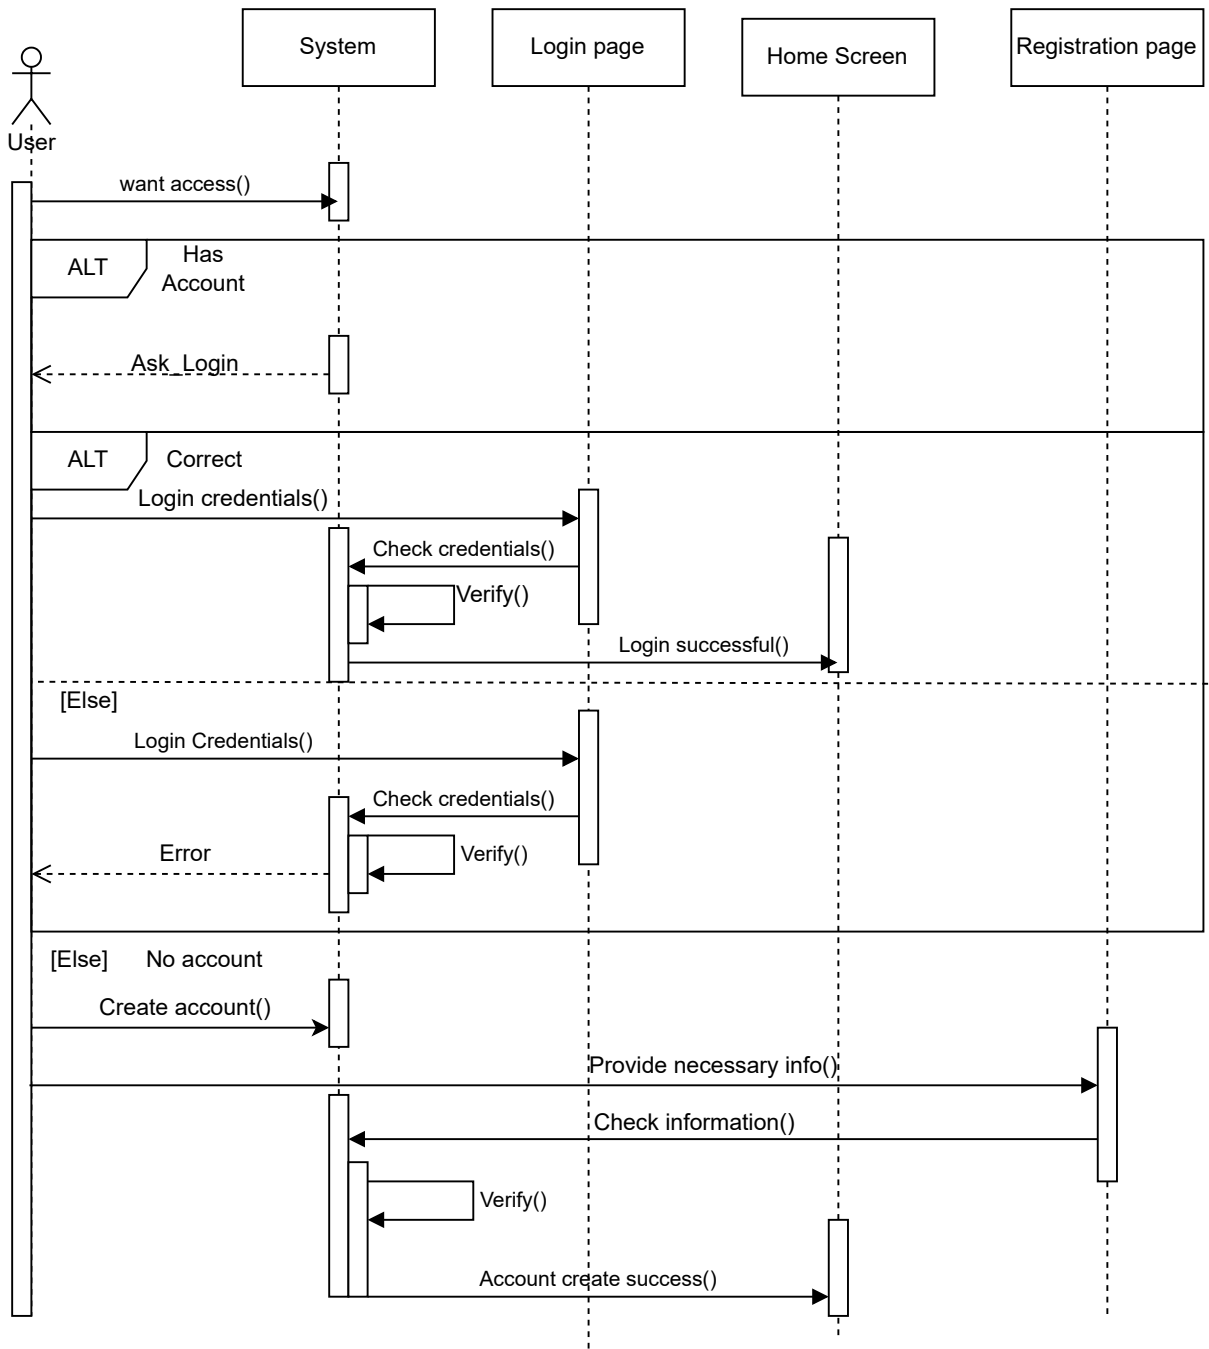 System
Login page
Home Screen
Registration page
User
want access()
ALT
Has
Account
Ask_Login
ALT
Correct
Login credentials()
Check credentials()
Verify()
Login successful()
[Else]
Login Credentials()
Check credentials()
Error
Verify()
[Else]
No account
Create account()
Provide necessary info()
Check information()
Verify()
Account create success()